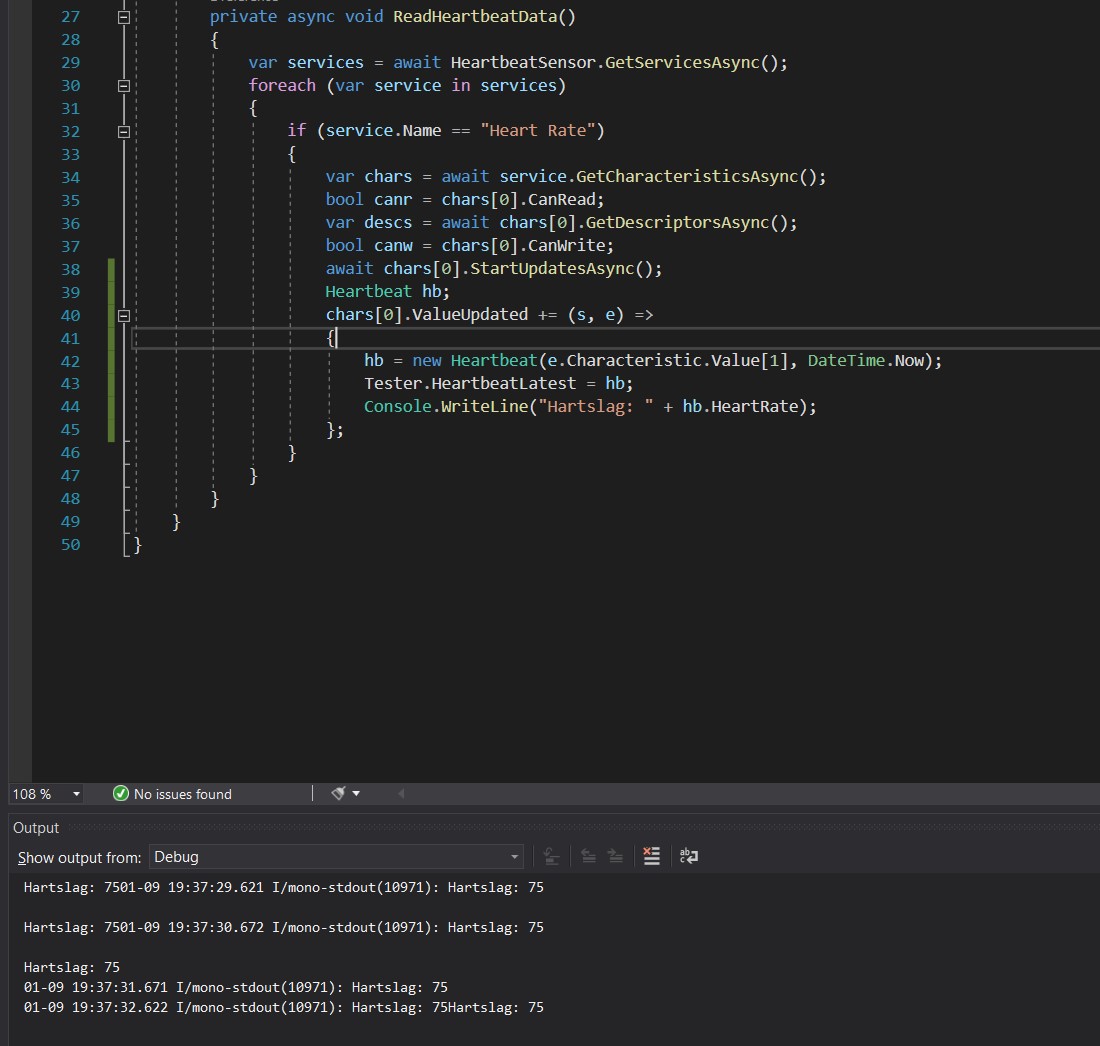 27 private async void ReadHeartbeatData()
28 {
29 var services = await HeartbeatSensor.GetServicesAsync();
30 foreach (var service in services)
31 {
32 if (service.Name == "Heart Rate")
33 {
34 var chars = await service.GetCharacteristicsAsync();
35 bool canr = chars[0].CanRead;
36 var descs = await chars[0].GetDescriptorsAsync();
37 bool canw = chars[0].CanWrite;
38 await chars[0].StartUpdatesAsync();
39 Heartbeat hb;
40 chars[0].ValueUpdated += (s, e) =>
41 {
42 hb = new Heartbeat(e.Characteristic.Value[1], DateTime.Now);
43 Tester.HeartbeatLatest = hb;
44 Console.WriteLine("Hartslag: " + hb.HeartRate);
45 };
46 }
47 }
48 }
49 }
50 }
108 % No issues found
Output
Show output from: Debug
Hartslag: 7501-09 19:37:29.621 I/mono-stdout(10971): Hartslag: 75
Hartslag: 7501-09 19:37:30.672 I/mono-stdout(10971): Hartslag: 75
Hartslag: 75
01-09 19:37:31.671 I/mono-stdout(10971): Hartslag: 75
01-09 19:37:32.622 I/mono-stdout(10971): Hartslag: 75Hartslag: 75